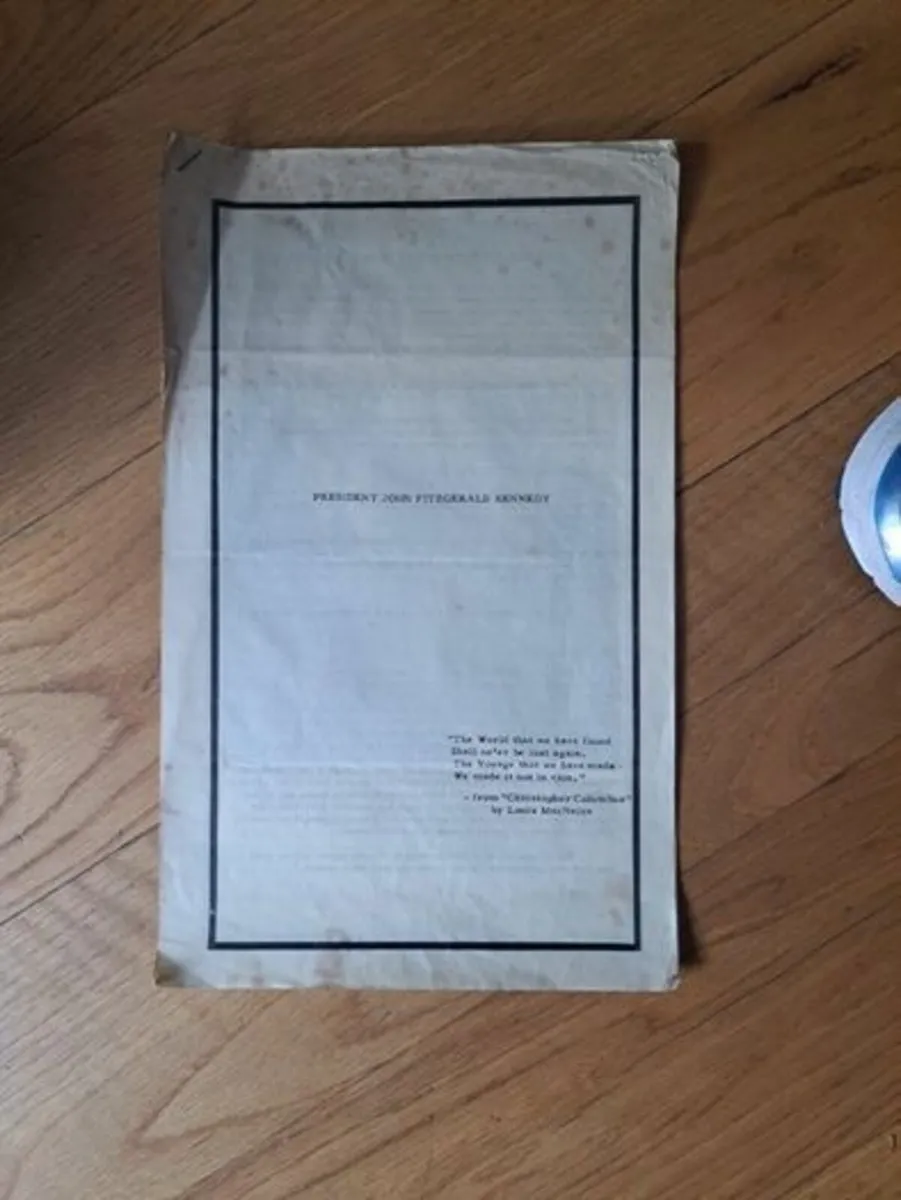 PRESIDENT JOHN FITZGERALD KENNEDY
"The World that we have found
Shall ne'er be lost again,
The Voyage that we have made -
We made it not in vain."
- from "Christopher Columbus"
by Louis MacNeice